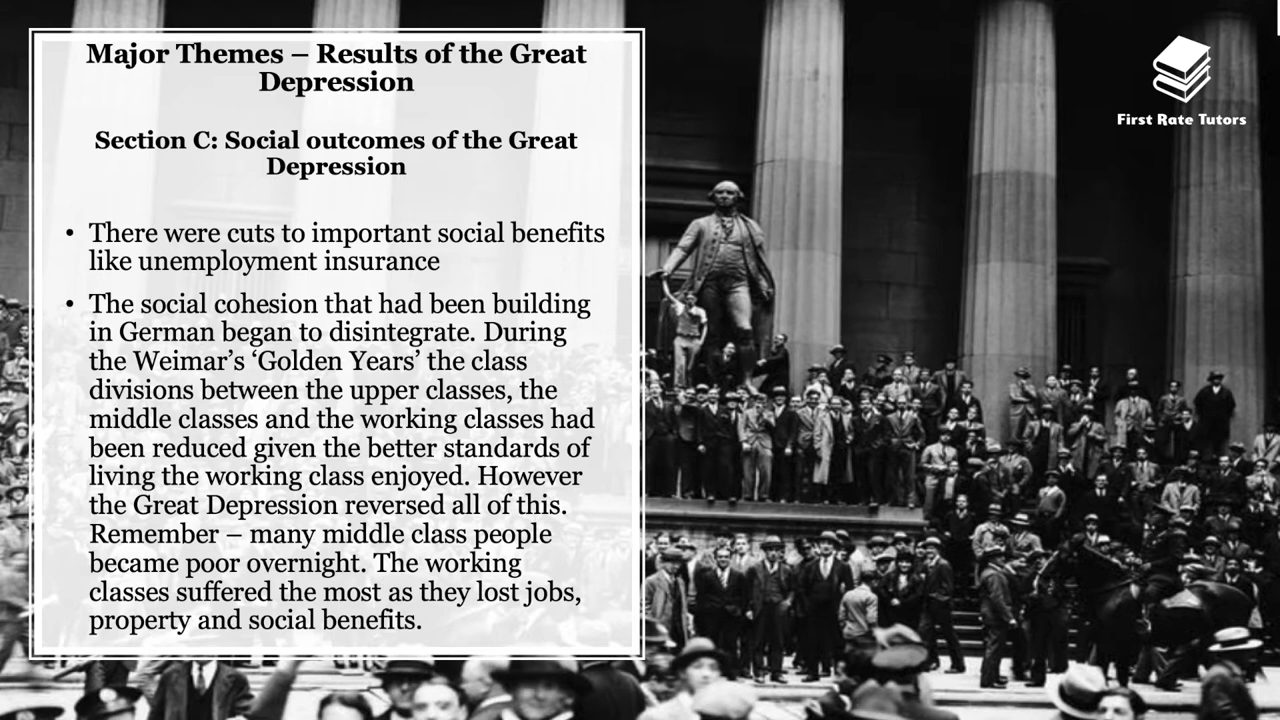 Major Themes – Results of the Great
Depression
Section C: Social outcomes of the Great
Depression
• There were cuts to important social benefits
like unemployment insurance
• The social cohesion that had been building
in German began to disintegrate. During
the Weimar’s ‘Golden Years’ the class
divisions between the upper classes, the
middle classes and the working classes had
been reduced given the better standards of
living the working class enjoyed. However
the Great Depression reversed all of this.
Remember – many middle class people
became poor overnight. The working
classes suffered the most as they lost jobs,
property and social benefits.
First Rate Tutors